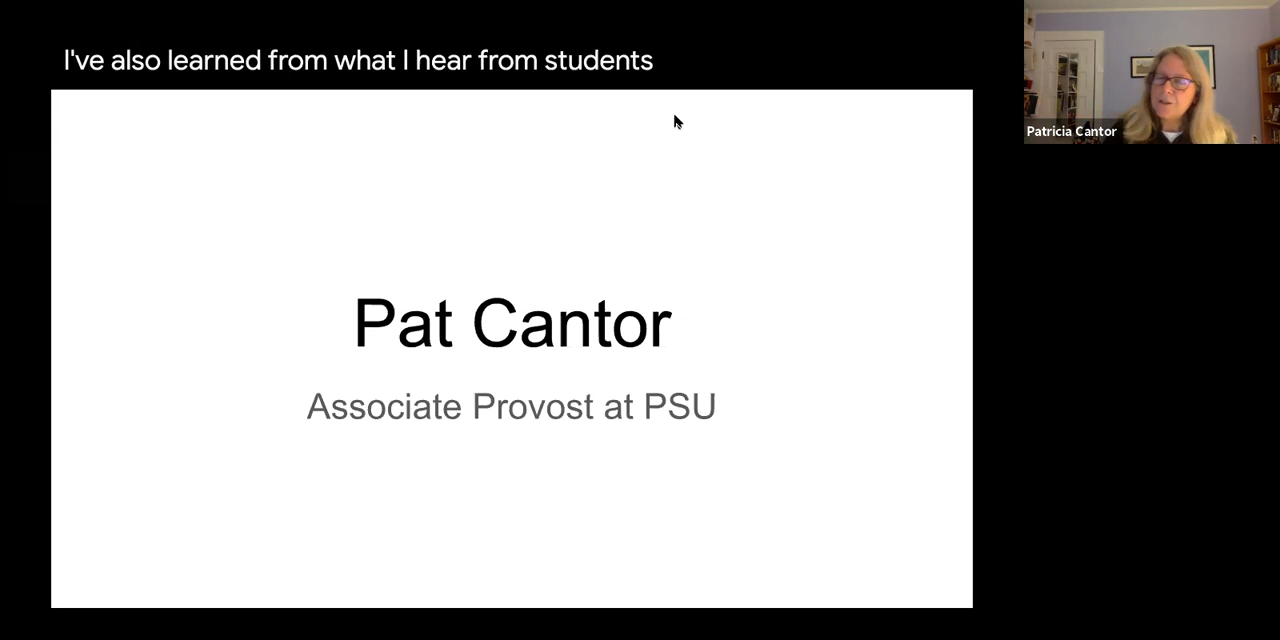 I've also learned from what I hear from students
Patricia Cantor
Pat Cantor
Associate Provost at PSU